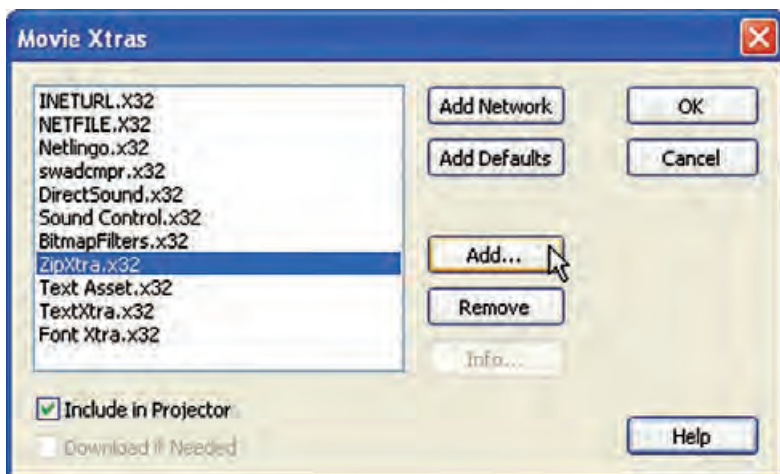 Movie Xtras
INETURL.X32
NETFILE.X32
Netlingo.x32
swadcmpr.x32
DirectSound.x32
Sound Control.x32
BitmapFilters.x32
ZipXtra.x32
Text Asset.x32
TextXtra.x32
Font Xtra.x32
Add Network
OK
Add Defaults
Cancel
Add...
Remove
Info...
Include in Projector
Download if Needed
Help